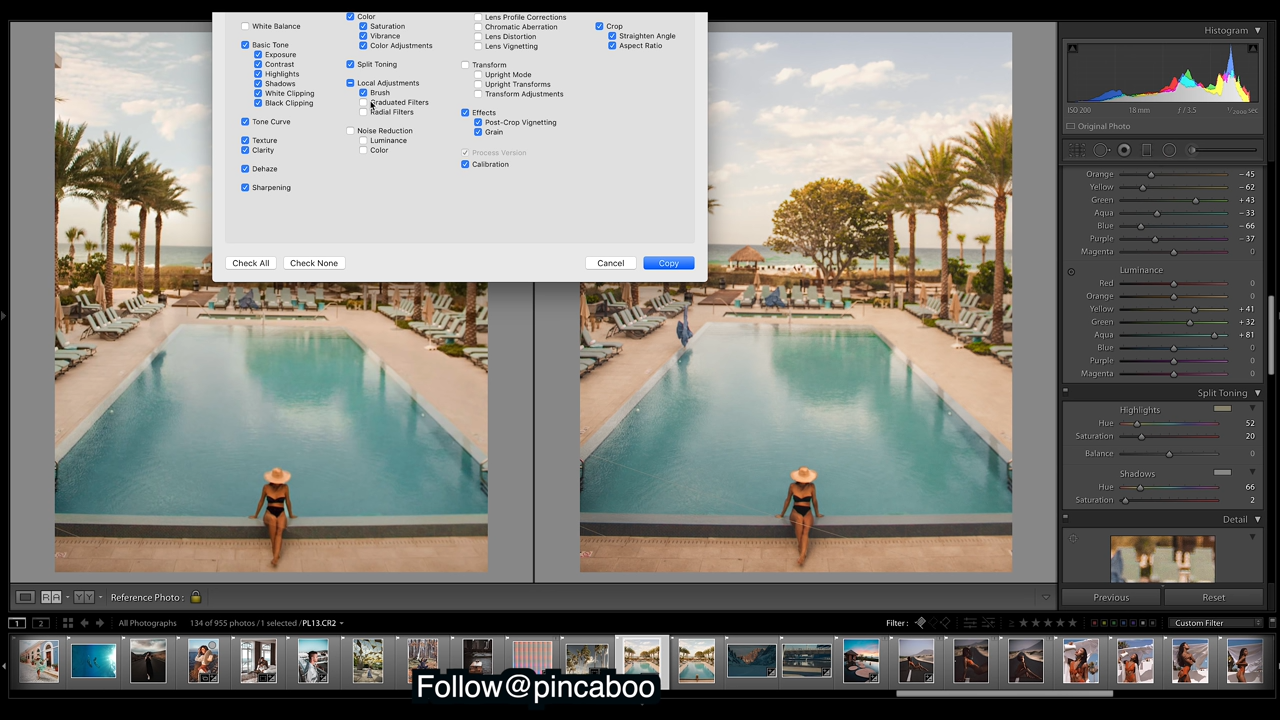 White Balance
Basic Tone
Exposure
Contrast
Highlights
Shadows
White Clipping
Black Clipping
Tone Curve
Texture
Clarity
Dehaze
Sharpening
Color
Saturation
Vibrance
Color Adjustments
Split Toning
Local Adjustments
Brush
Graduated Filters
Radial Filters
Noise Reduction
Luminance
Color
Lens Profile Corrections
Chromatic Aberration
Lens Distortion
Lens Vignetting
Transform
Upright Mode
Upright Transforms
Transform Adjustments
Effects
Post-Crop Vignetting
Grain
Process Version
Calibration
Crop
Straighten Angle
Aspect Ratio
Check All
Check None
Cancel
Copy
Histogram
ISO 200 18 mm ƒ / 3.5
Original Photo
Orange – 45
Yellow – 62
Green + 43
Aqua – 33
Blue – 66
Purple – 37
Magenta 0
Luminance
Red 0
Orange 0
Yellow + 41
Green + 32
Aqua + 81
Blue 0
Purple 0
Magenta 0
Split Toning
Highlights
Hue 52
Saturation 20
Balance 0
Shadows
Hue 66
Saturation 2
Detail
Previous
Reset
RA
YY
Reference Photo :
1
2
All Photographs
134 of 955 photos / 1 selected / PL13.CR2
Filter :
Custom Filter
Follow@pincaboo